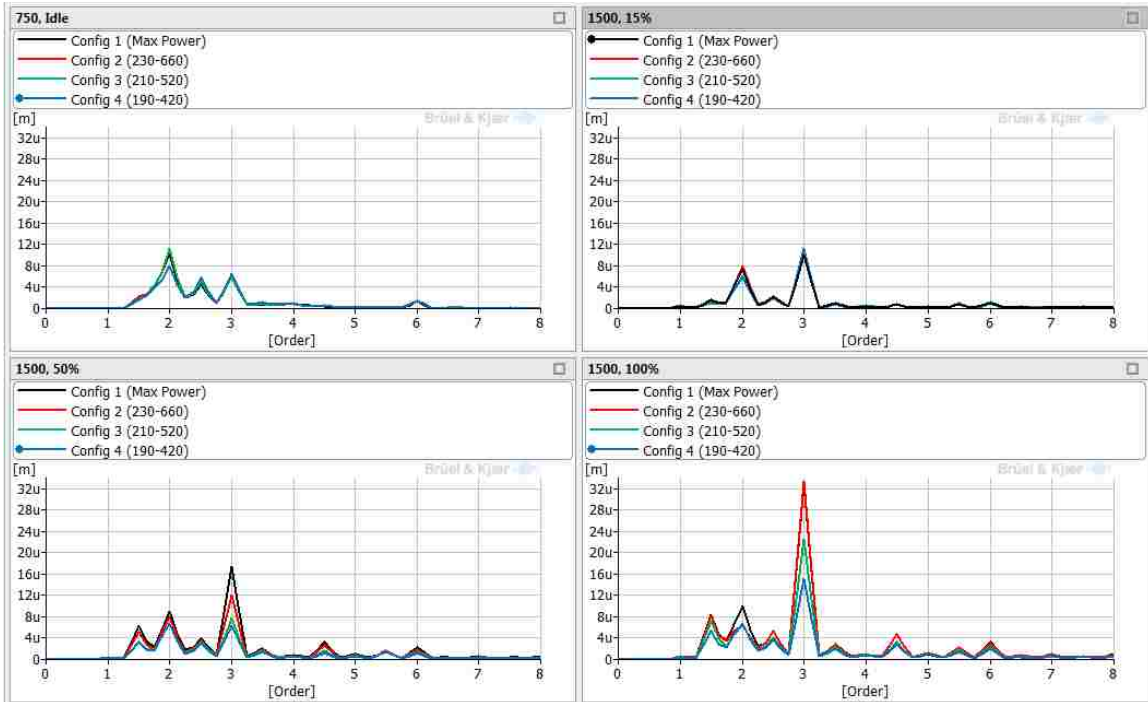 750, Idle
Config 1 (Max Power)
Config 2 (230-660)
Config 3 (210-520)
Config 4 (190-420)
[m]
Brüel & Kjær
32u
28u
24u
20u
16u
12u
8u
4u
0
0 1 2 3 4 5 6 7 8
[Order]
1500, 15%
Config 1 (Max Power)
Config 2 (230-660)
Config 3 (210-520)
Config 4 (190-420)
[m]
Brüel & Kjær
32u
28u
24u
20u
16u
12u
8u
4u
0
0 1 2 3 4 5 6 7 8
[Order]
1500, 50%
Config 1 (Max Power)
Config 2 (230-660)
Config 3 (210-520)
Config 4 (190-420)
[m]
Brüel & Kjær
32u
28u
24u
20u
16u
12u
8u
4u
0
0 1 2 3 4 5 6 7 8
[Order]
1500, 100%
Config 1 (Max Power)
Config 2 (230-660)
Config 3 (210-520)
Config 4 (190-420)
[m]
Brüel & Kjær
32u
28u
24u
20u
16u
12u
8u
4u
0
0 1 2 3 4 5 6 7 8
[Order]